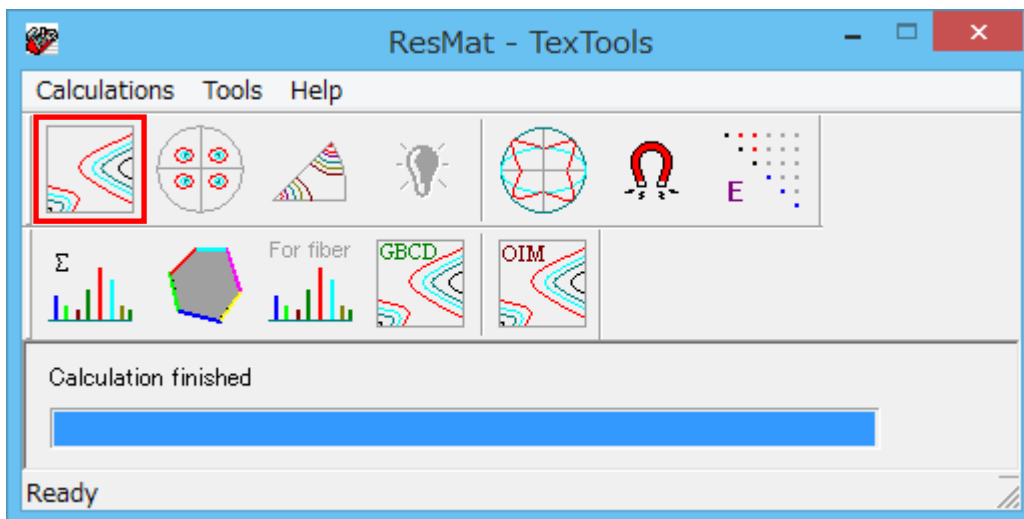 ResMat - TexTools
Calculations Tools Help
E
Σ
For fiber
GBCD
OIM
Calculation finished
Ready